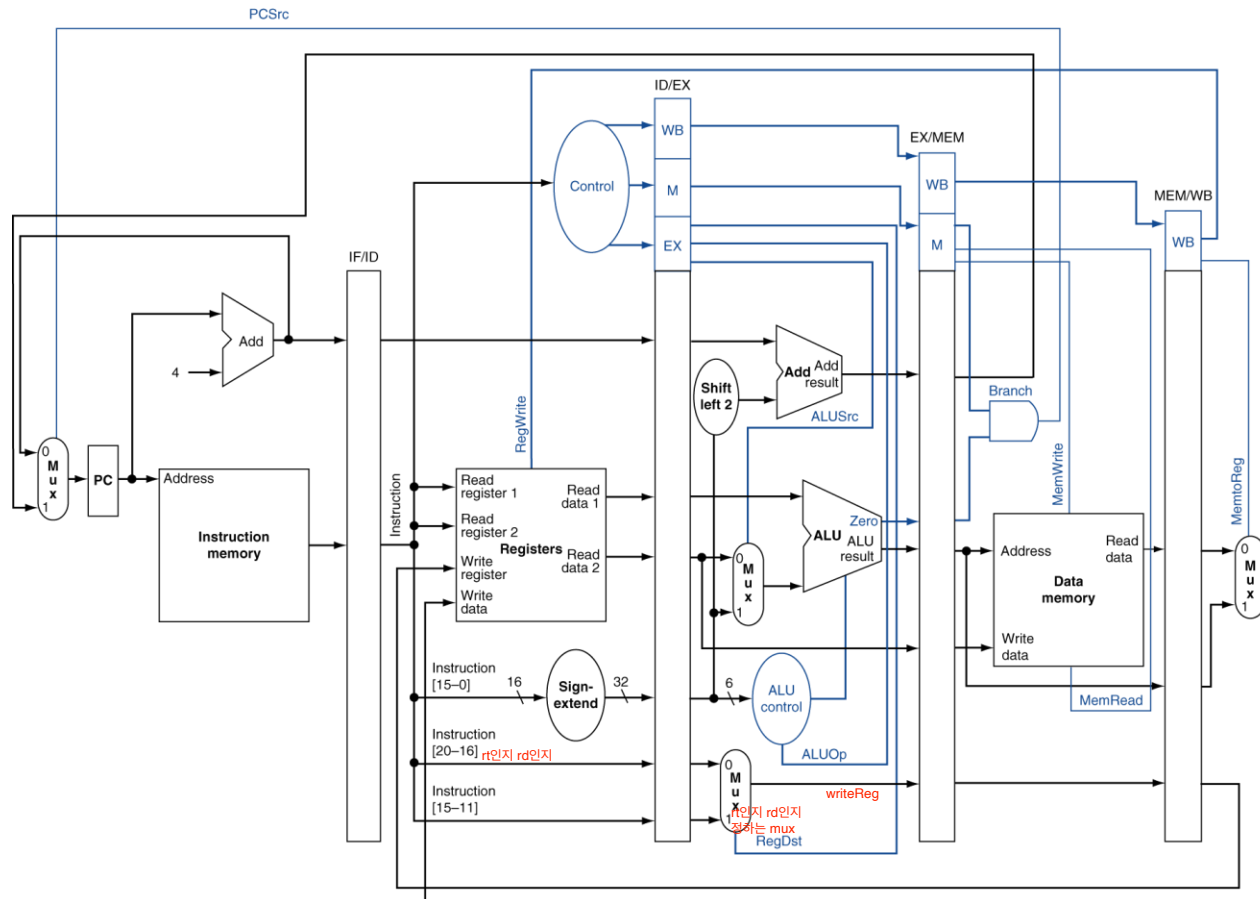 PCSrc
ID/EX
WB
EX/MEM
Control
M
WB
MEM/WB
EX
M
WB
IF/ID
Add
4
Add
Add
result
Shift
left 2
Branch
RegWrite
ALUSrc
MemWrite
MemtoReg
0
M
u
x
1
PC
Address
Instruction
memory
Instruction
Read
register 1
Read
data 1
Read
register 2
Registers
Read
data 2
Write
register
Write
data
0
M
u
x
1
Zero
ALU
ALU
result
Address
Read
data
Data
memory
Write
data
0
M
u
x
1
Instruction
[15–0]
16
Sign-
extend
32
6
ALU
control
MemRead
Instruction
[20–16] rt인지 rd인지
ALUOp
Instruction
[15–11]
0
M
u
x
1
writeReg
rt인지 rd인지
정하는 mux
RegDst